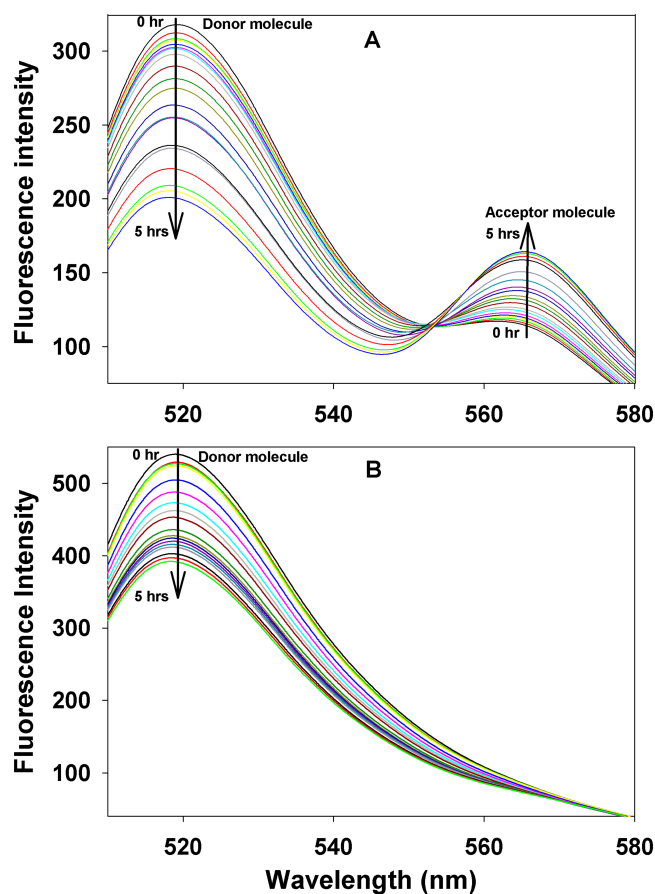 0 hr
Donor molecule
A
300
250
200
150
100
5 hrs
Acceptor molecule
5 hrs
0 hr
Fluorescence intensity
520
540
560
580
0 hr
Donor molecule
B
500
400
300
200
100
5 hrs
Fluorescence Intensity
520
540
560
580
Wavelength (nm)